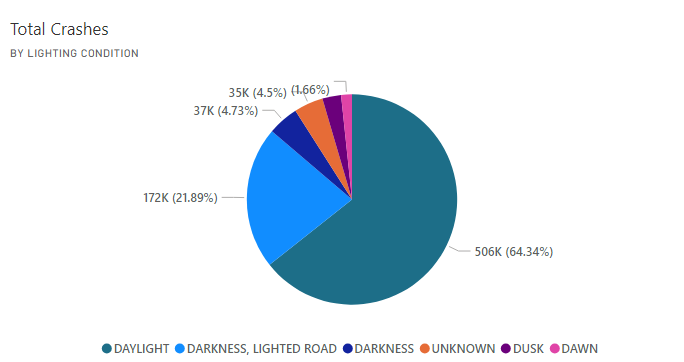 Total Crashes
BY LIGHTING CONDITION
35K (4.5%)
(1.66%)
37K (4.73%)
172K (21.89%)
506K (64.34%)
DAYLIGHT DARKNESS, LIGHTED ROAD DARKNESS UNKNOWN DUSK DAWN